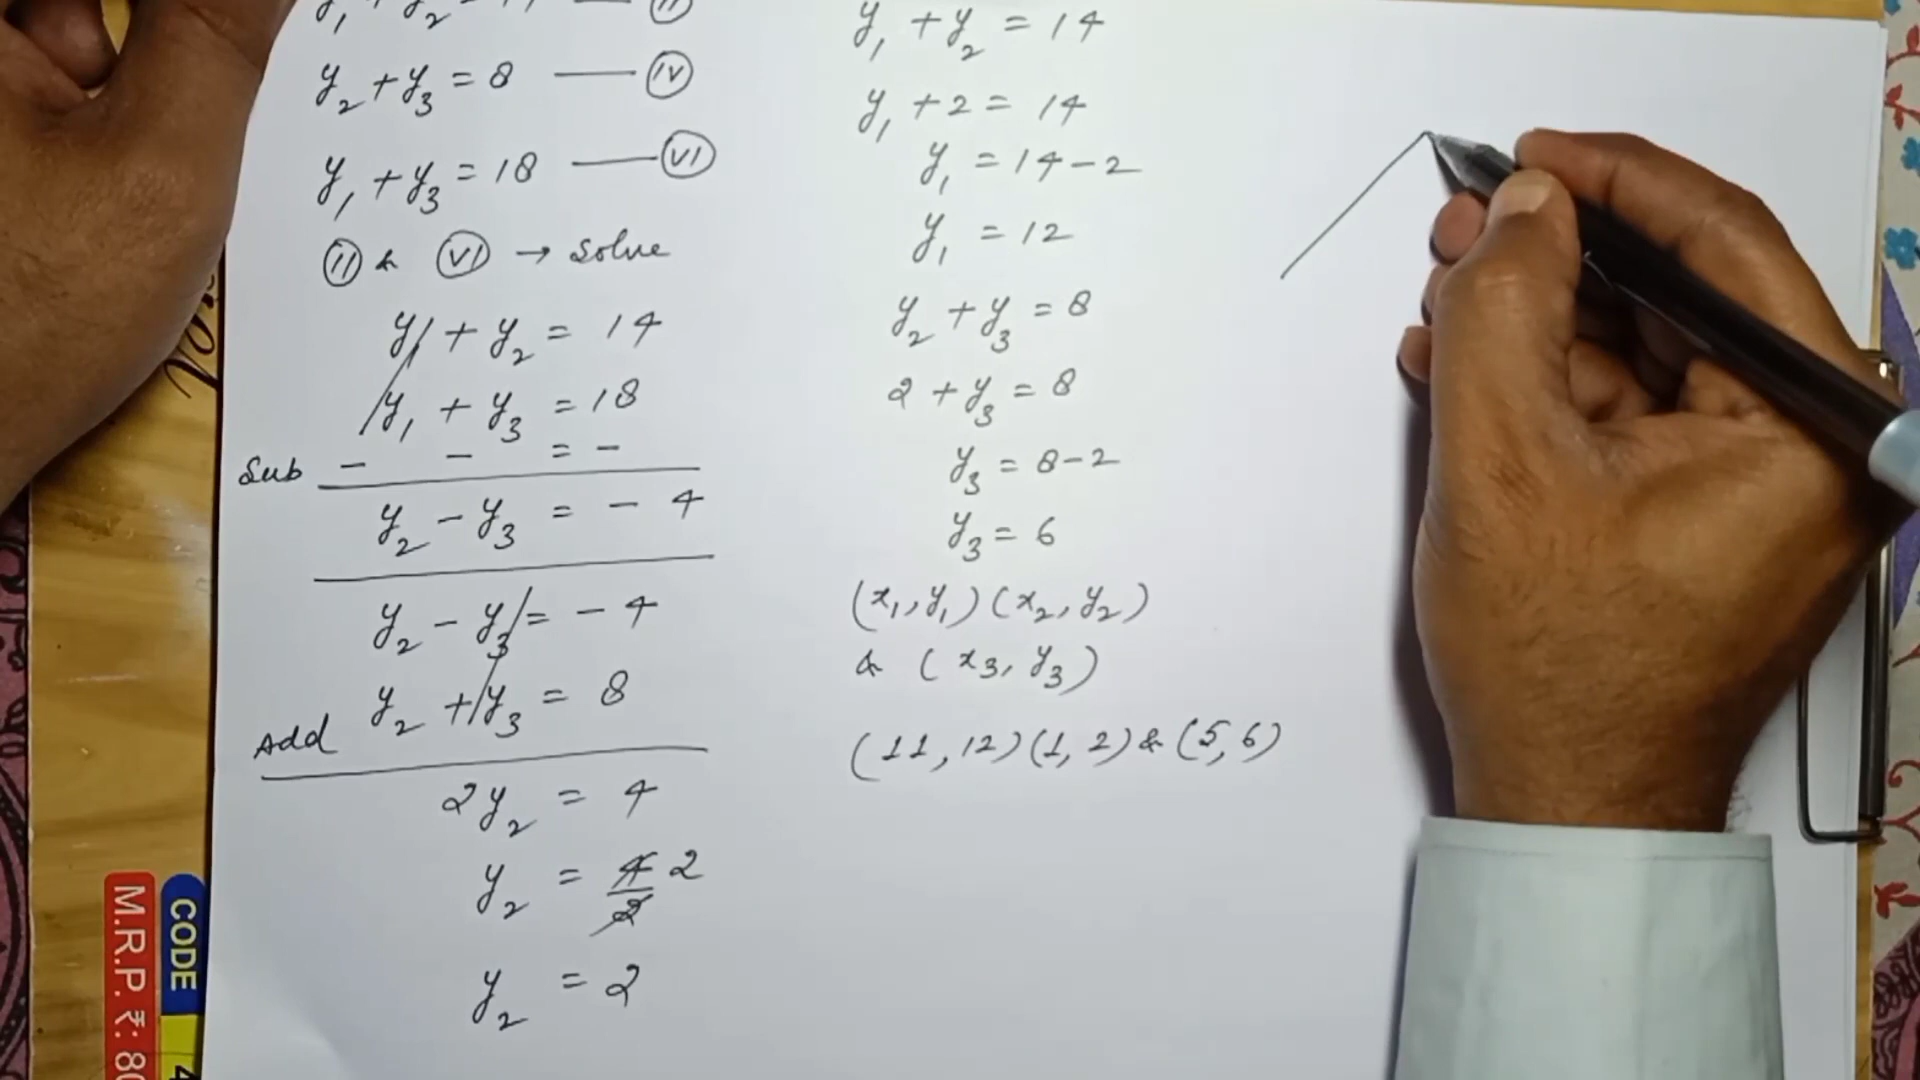 y₂ + y₃ = 8 —— (IV)
y₁ + y₃ = 18 —— (VI)
(II) & (VI) → Solve
y₁ + y₂ = 14
y₁ + y₃ = 18
Sub - - = -
y₂ - y₃ = - 4
y₂ - y₃ = - 4
y₂ + y₃ = 8
Add
2y₂ = 4
y₂ = 4/2 2
y₂ = 2
y₁ + y₂ = 14
y₁ + 2 = 14
y₁ = 14 - 2
y₁ = 12
y₂ + y₃ = 8
2 + y₃ = 8
y₃ = 8 - 2
y₃ = 6
(x₁, y₁) (x₂, y₂)
& (x₃, y₃)
(11, 12) (1, 2) & (5, 6)
CODE
4
M.R.P. ₹: 80